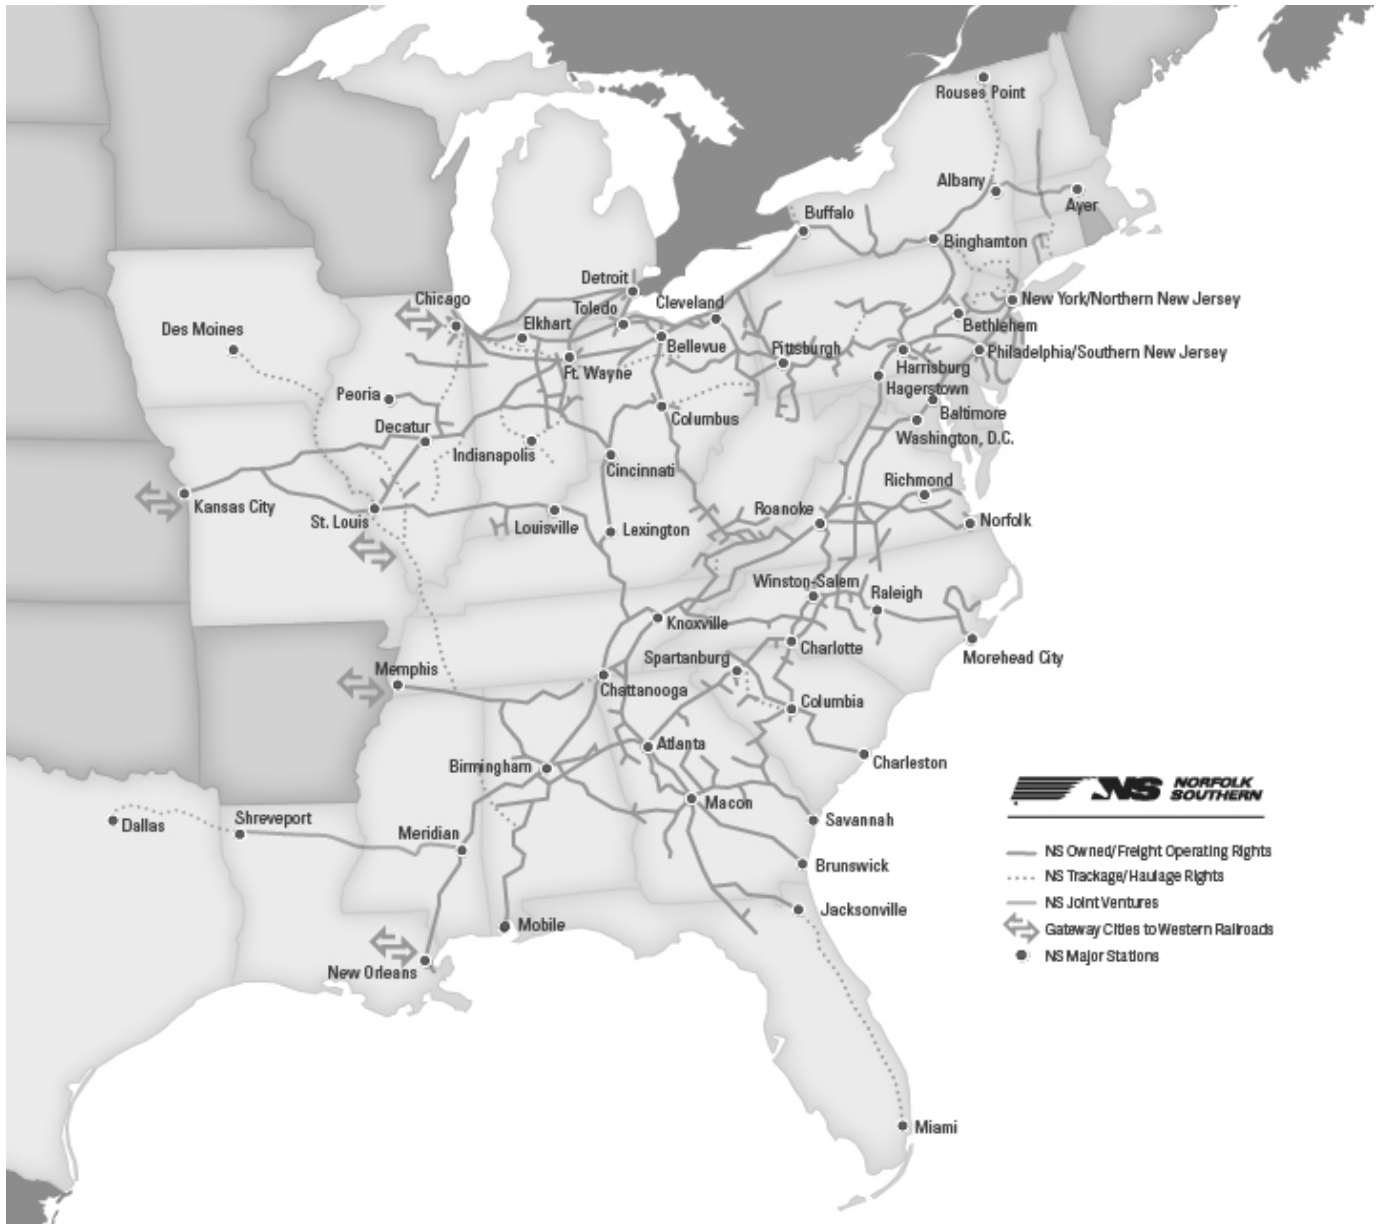 Rouses Point
Albany
Ayer
Buffalo
Binghamton
Detroit
Chicago
Toledo
Cleveland
New York/Northern New Jersey
Des Moines
Elkhart
Bethlehem
Bellevue
Pittsburgh
Philadelphia/Southern New Jersey
Ft. Wayne
Harrisburg
Hagerstown
Peoria
Baltimore
Columbus
Decatur
Washington, D.C.
Indianapolis
Cincinnati
Richmond
Kansas City
Roanoke
St. Louis
Louisville
Lexington
Norfolk
Winston-Salem
Raleigh
Knoxville
Charlotte
Spartanburg
Morehead City
Memphis
Chattanooga
Columbia
Atlanta
Charleston
Birmingham
NS NORFOLK
SOUTHERN
Macon
Dallas
Shreveport
Meridian
Savannah
NS Owned/Freight Operating Rights
Brunswick
NS Trackage/Haulage Rights
NS Joint Ventures
Jacksonville
Mobile
Gateway Cities to Western Railroads
NS Major Stations
New Orleans
Miami